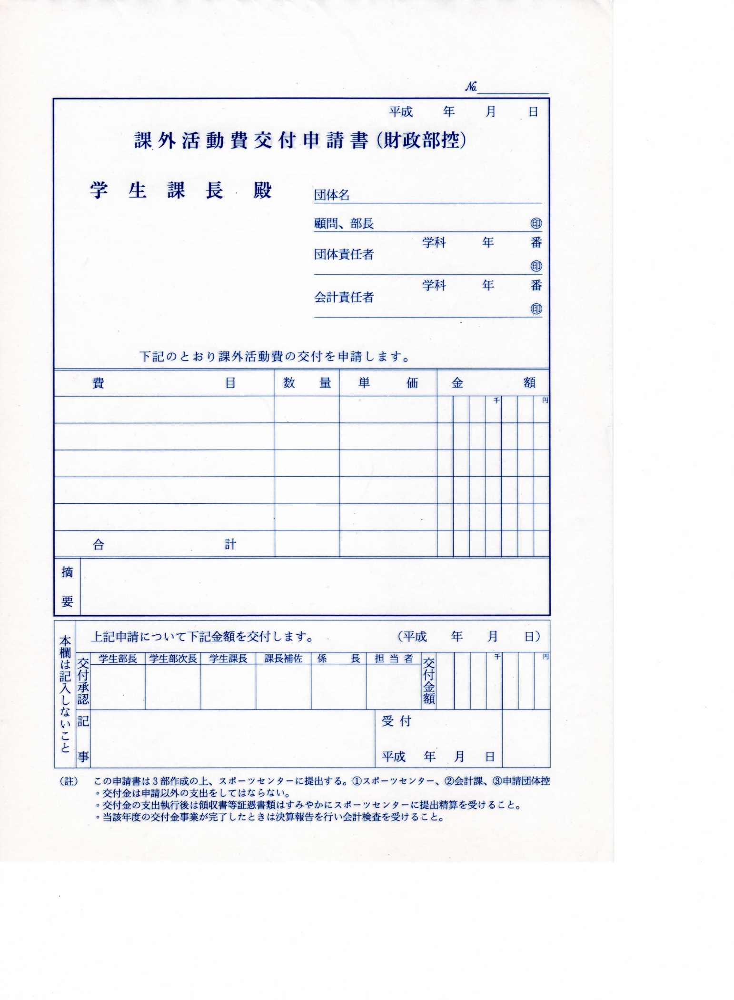 No.
平成 年 月 日
課外活動費交付申請書（財政部控）
学生課長 殿
団体名
顧問、部長 ㊞
学科 年 番
団体責任者
㊞
学科 年 番
会計責任者
㊞
下記のとおり課外活動費の交付を申請します。
費 目 数 量 単 価 金 額
千 円
合 計
摘要
本欄は記入しないこと
上記申請について下記金額を交付します。 （平成 年 月 日）
交付承認 学生部長 学生部次長 学生課長 課長補佐 係 長 担当者 交付金額 千 円
記事
受付
平成 年 月 日
（註） この申請書は3部作成の上、スポーツセンターに提出する。①スポーツセンター、②会計課、③申請団体控
◦交付金は申請以外の支出をしてはならない。
◦交付金の支出執行後は領収書等証憑書類はすみやかにスポーツセンターに提出精算を受けること。
◦当該年度の交付金事業が完了したときは決算報告を行い会計検査を受けること。